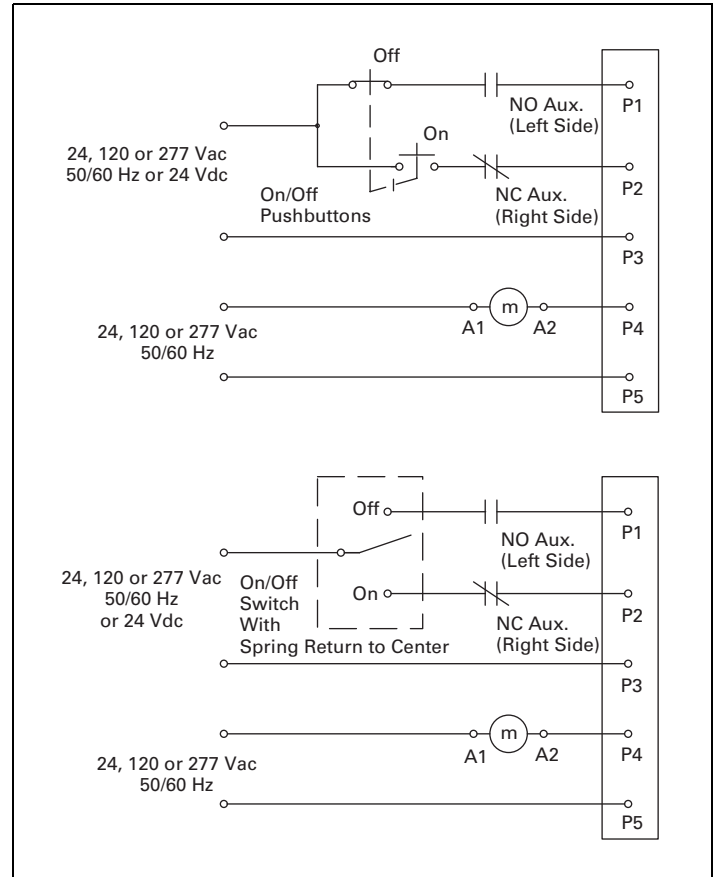 Off
NO Aux.
(Left Side)
P1
On
24, 120 or 277 Vac
50/60 Hz or 24 Vdc
On/Off
Pushbuttons
NC Aux.
(Right Side)
P2
P3
m
A1
A2
P4
24, 120 or 277 Vac
50/60 Hz
P5
Off
NO Aux.
(Left Side)
P1
24, 120 or 277 Vac
50/60 Hz
or 24 Vdc
On/Off
Switch
With
Spring Return to Center
On
NC Aux.
(Right Side)
P2
P3
m
A1
A2
P4
24, 120 or 277 Vac
50/60 Hz
P5